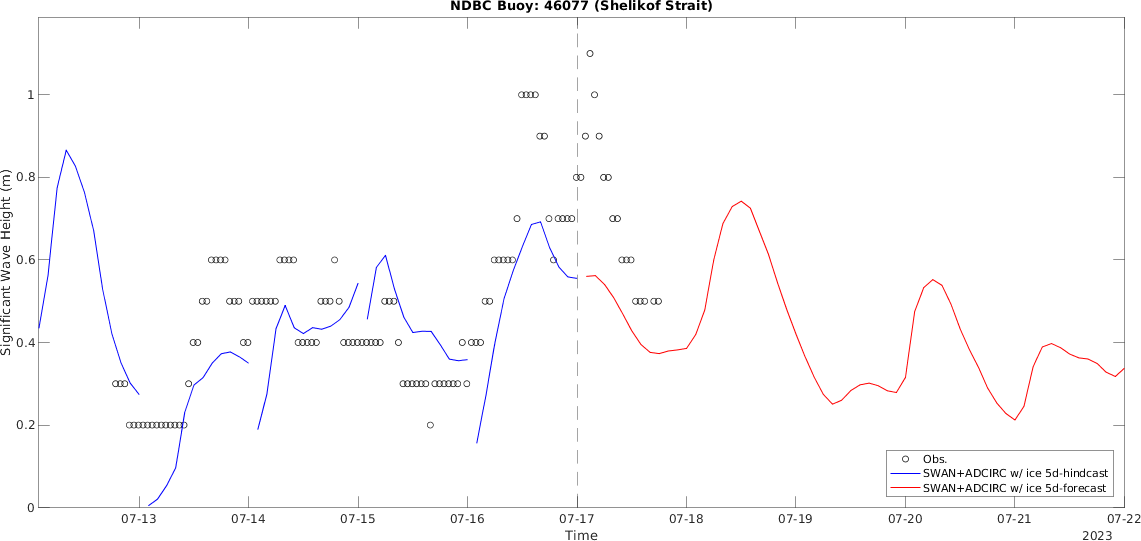 NDBC Buoy: 46077 (Shelikof Strait)
Significant Wave Height (m)
1
0.8
0.6
0.4
0.2
0
07-13 07-14 07-15 07-16 07-17 07-18 07-19 07-20 07-21 07-22
Time
2023
Obs.
SWAN+ADCIRC w/ ice 5d-hindcast
SWAN+ADCIRC w/ ice 5d-forecast